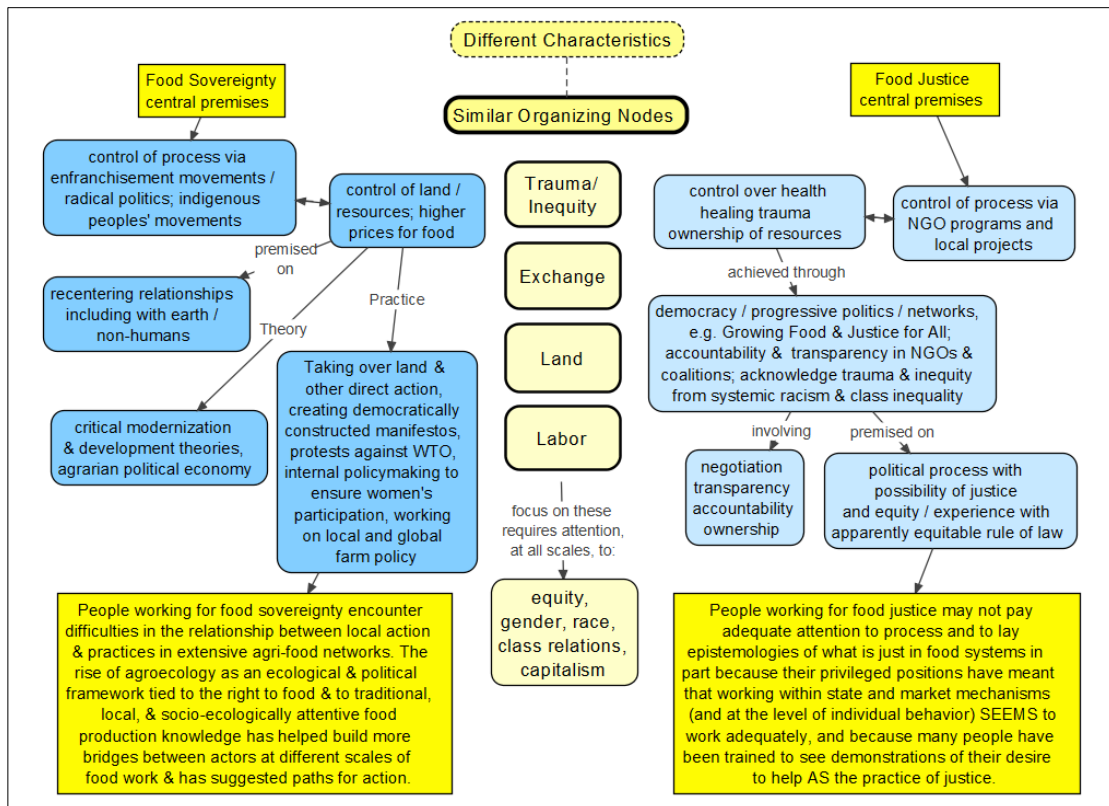 Different Characteristics
Similar Organizing Nodes
Food Sovereignty
central premises
control of process via
enfranchisement movements /
radical politics; indigenous
peoples' movements
control of land /
resources; higher
prices for food
premised
on
recentering relationships
including with earth /
non-humans
Theory
critical modernization
& development theories,
agrarian political economy
Practice
Taking over land &
other direct action,
creating democratically
constructed manifestos,
protests against WTO,
internal policymaking to
ensure women's
participation, working
on local and global
farm policy
People working for food sovereignty encounter
difficulties in the relationship between local action
& practices in extensive agri-food networks. The
rise of agroecology as an ecological & political
framework tied to the right to food & to traditional,
local, & socio-ecologically attentive food
production knowledge has helped build more
bridges between actors at different scales of
food work & has suggested paths for action.
Trauma/
Inequity
Exchange
Land
Labor
focus on these
requires attention,
at all scales, to:
equity,
gender, race,
class relations,
capitalism
Food Justice
central premises
control over health
healing trauma
ownership of resources
control of process via
NGO programs and
local projects
achieved through
democracy / progressive politics / networks,
e.g. Growing Food & Justice for All;
accountability & transparency in NGOs &
coalitions; acknowledge trauma & inequity
from systemic racism & class inequality
involving
negotiation
transparency
accountability
ownership
premised on
political process with
possibility of justice
and equity / experience with
apparently equitable rule of law
People working for food justice may not pay
adequate attention to process and to lay
epistemologies of what is just in food systems in
part because their privileged positions have meant
that working within state and market mechanisms
(and at the level of individual behavior) SEEMS to
work adequately, and because many people have
been trained to see demonstrations of their desire
to help AS the practice of justice.